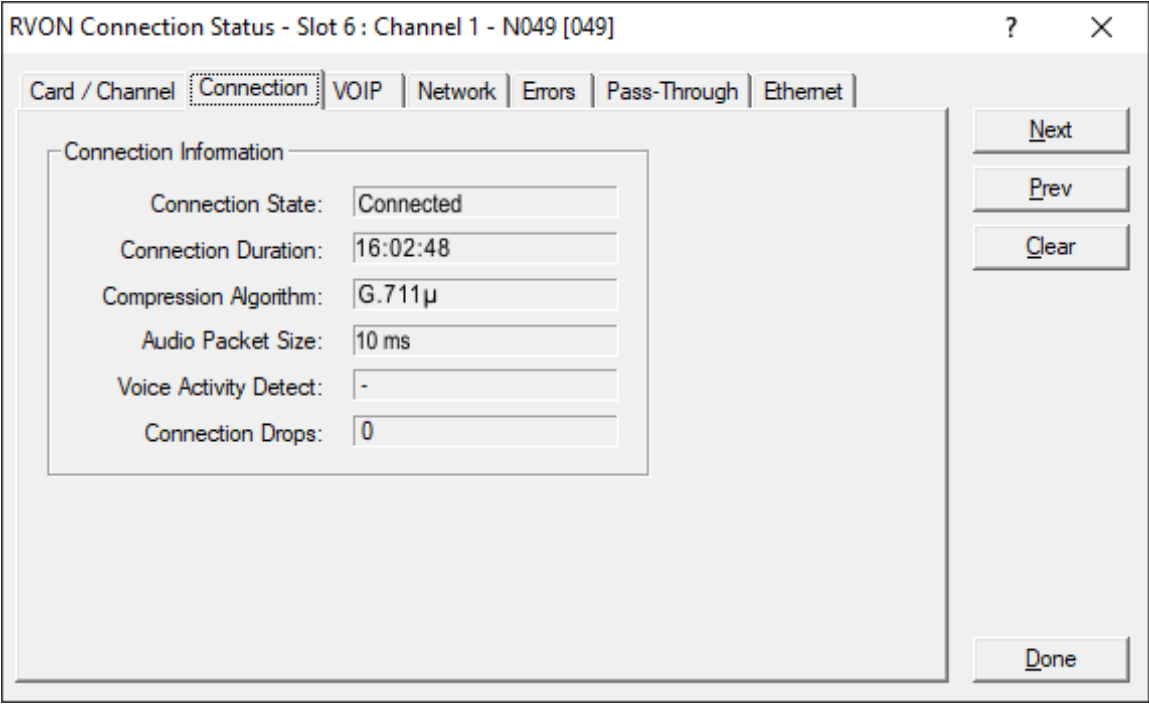 RVON Connection Status - Slot 6 : Channel 1 - N049 [049]
Card / Channel Connection VOIP Network Errors Pass-Through Ethernet
Next
Prev
Clear
Connection Information
Connection State: Connected
Connection Duration: 16:02:48
Compression Algorithm: G.711µ
Audio Packet Size: 10 ms
Voice Activity Detect: -
Connection Drops: 0
Done